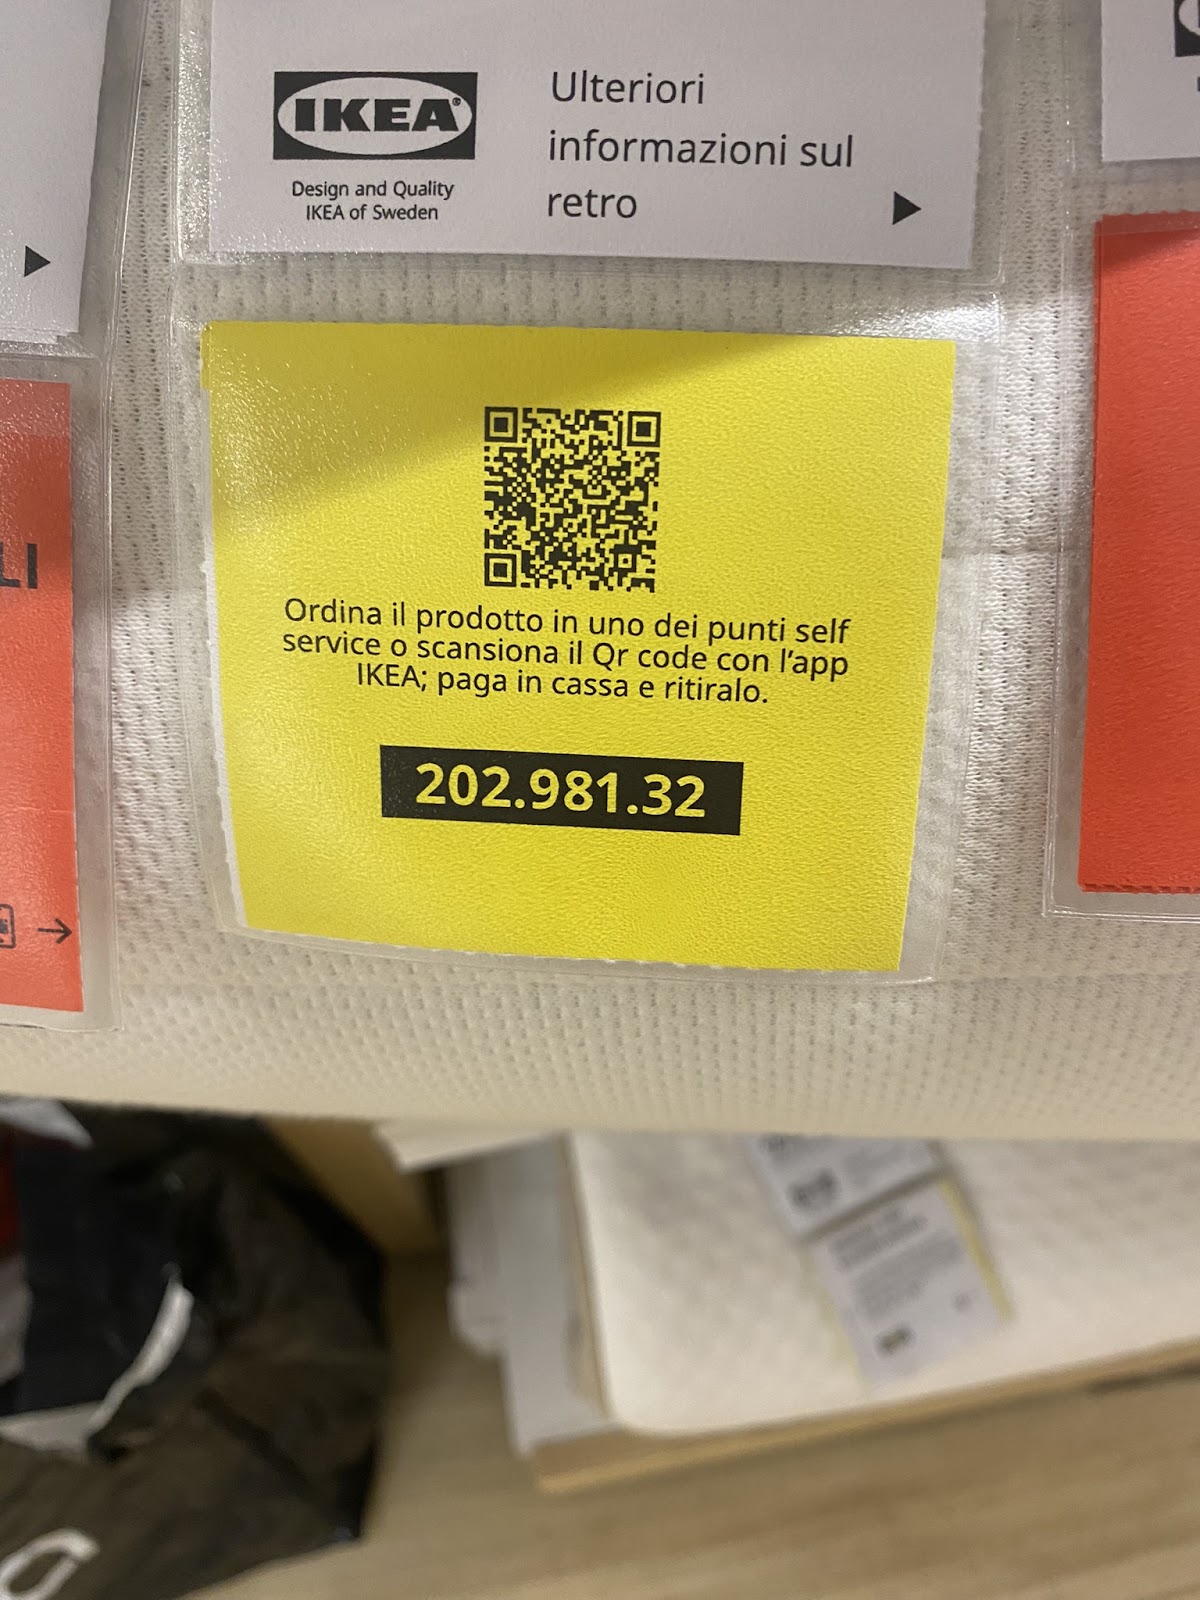 IKEA®
Design and Quality
IKEA of Sweden
Ulteriori
informazioni sul
retro
Ordina il prodotto in uno dei punti self
service o scansiona il Qr code con l'app
IKEA; paga in cassa e ritiralo.
202.981.32
LI